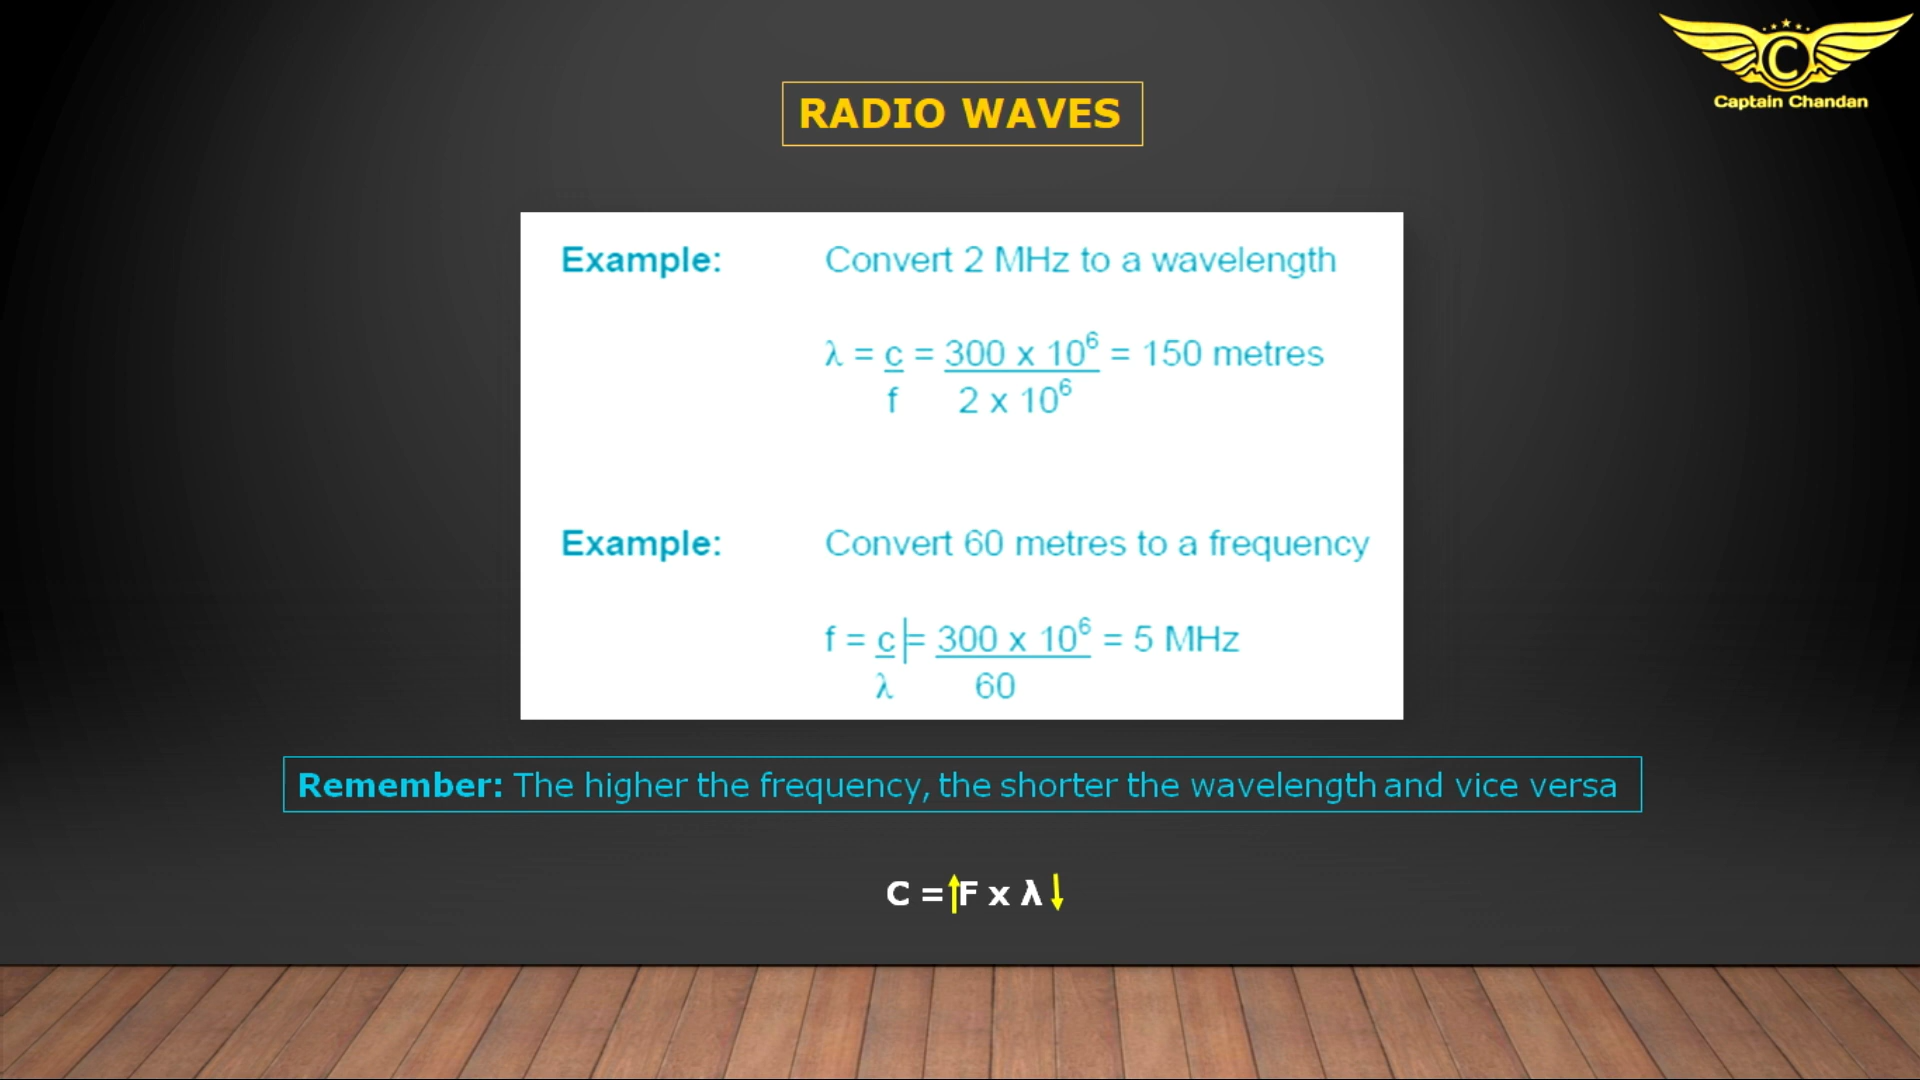 Captain Chandan
RADIO WAVES
Example: Convert 2 MHz to a wavelength
λ = c = 300 x 10⁶ = 150 metres
f 2 x 10⁶
Example: Convert 60 metres to a frequency
f = c = 300 x 10⁶ = 5 MHz
λ 60
Remember: The higher the frequency, the shorter the wavelength and vice versa
C = ↑F x λ↓